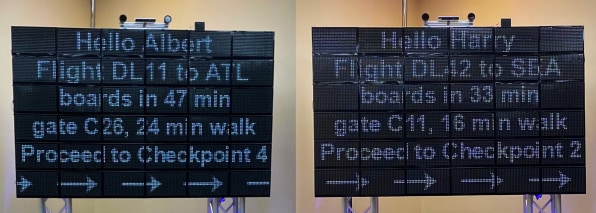 Hello Albert
Flight DL11 to ATL
boards in 47 min
gate C26, 24 min walk
Proceed to Checkpoint 4
Hello Harry
Flight DL42 to SEA
boards in 33 min
gate C11, 16 min walk
Proceed to Checkpoint 2